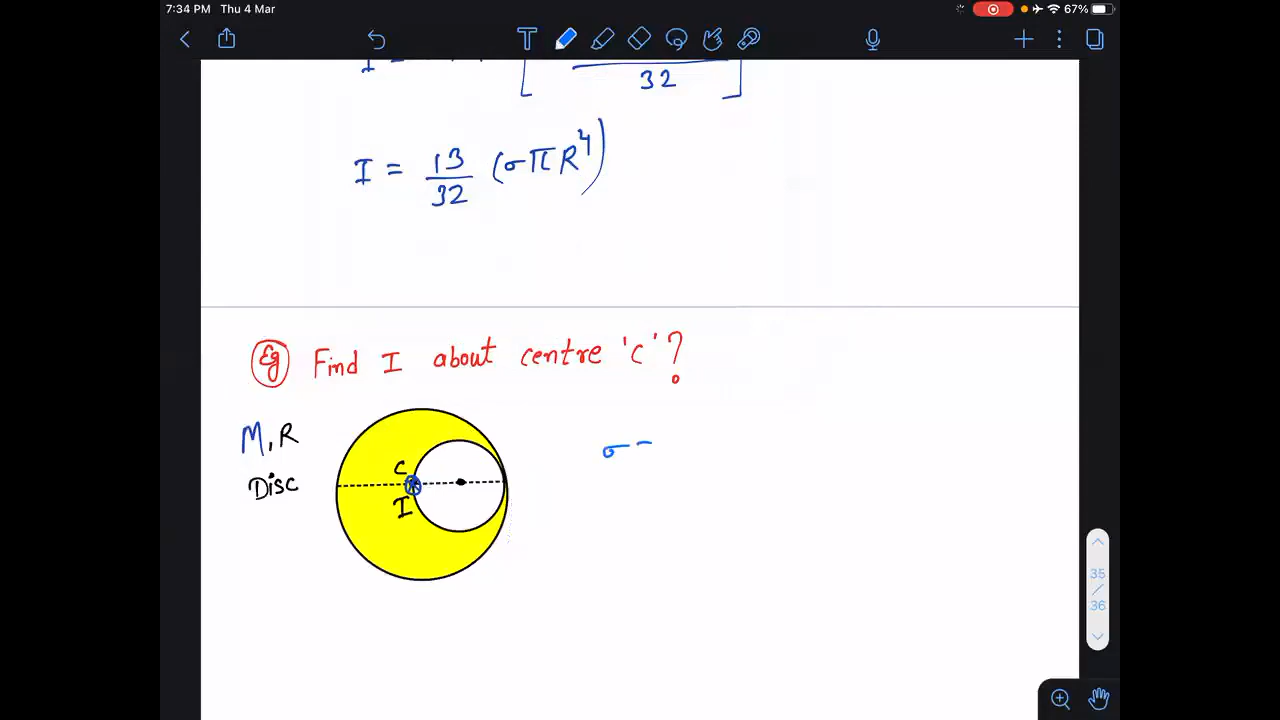 7:34 PM Thu 4 Mar 67%
T
32
I = 13/32 (σπR⁴)
Eg Find I about centre 'c' ?
M, R
Disc
C
I
σ =
35
/
36